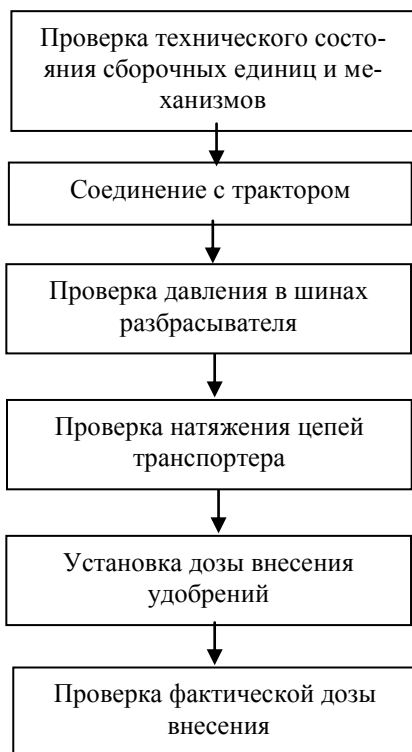 Проверка технического состо-
яния сборочных единиц и ме-
ханизмов
Соединение с трактором
Проверка давления в шинах
разбрасывателя
Проверка натяжения цепей
транспортера
Установка дозы внесения
удобрений
Проверка фактической дозы
внесения